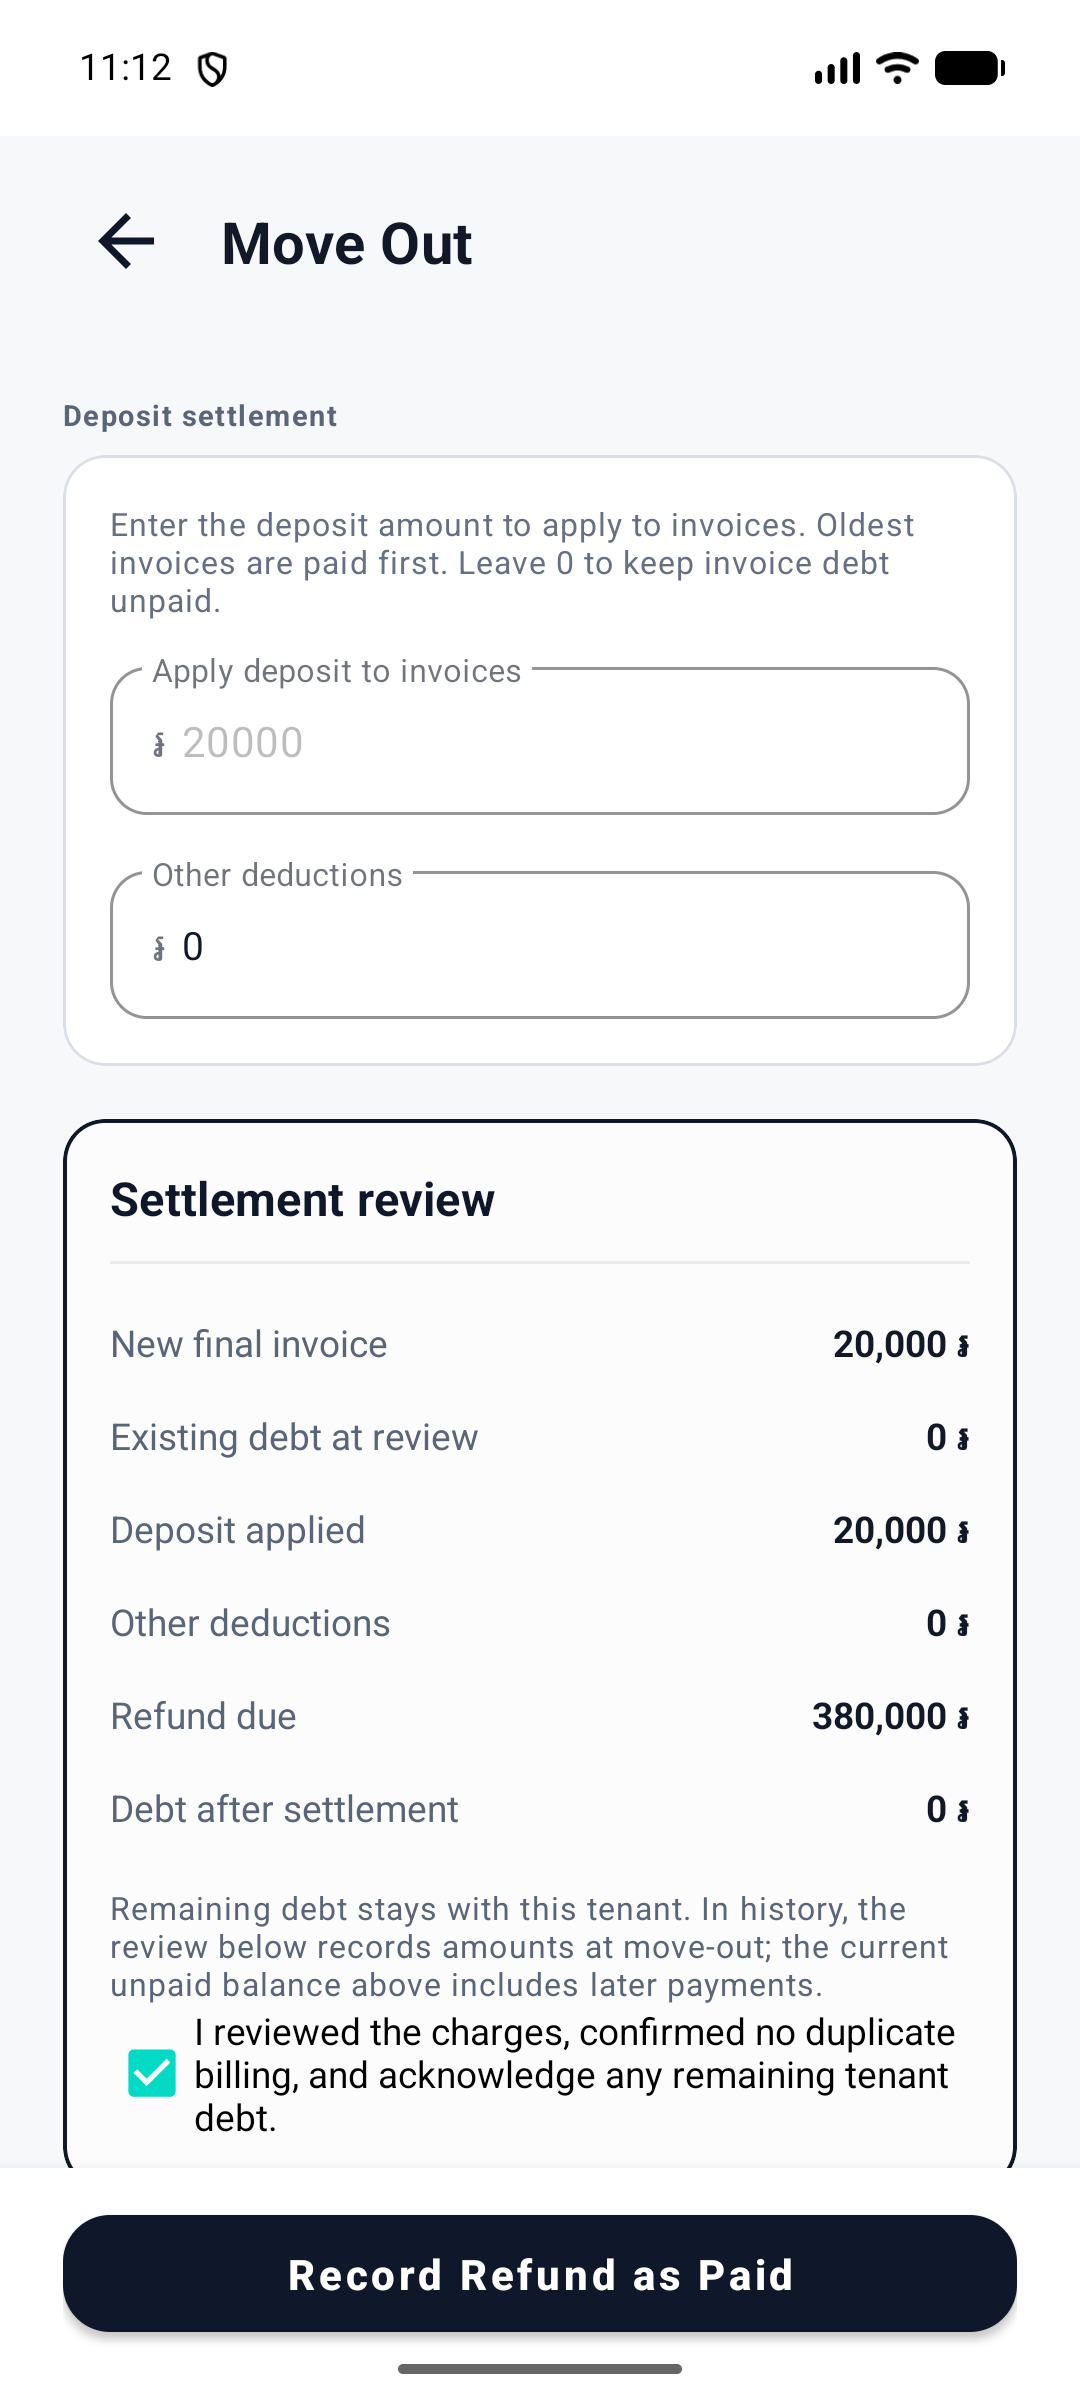 11:12
Move Out
Deposit settlement
Enter the deposit amount to apply to invoices. Oldest
invoices are paid first. Leave 0 to keep invoice debt
unpaid.
Apply deposit to invoices
20000
Other deductions
0
Settlement review
New final invoice 20,000
Existing debt at review 0
Deposit applied 20,000
Other deductions 0
Refund due 380,000
Debt after settlement 0
Remaining debt stays with this tenant. In history, the
review below records amounts at move-out; the current
unpaid balance above includes later payments.
I reviewed the charges, confirmed no duplicate
billing, and acknowledge any remaining tenant
debt.
Record Refund as Paid